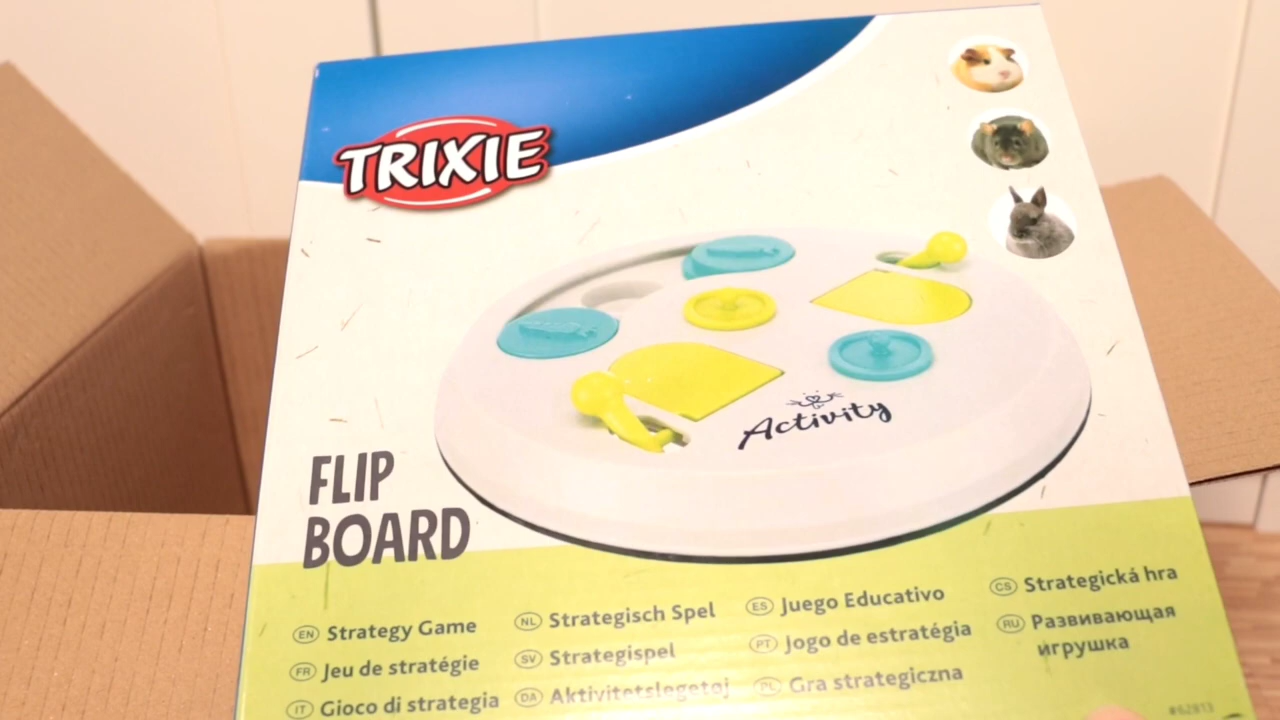 TRIXIE
Activity
FLIP
BOARD
EN Strategy Game
FR Jeu de stratégie
IT Gioco di strategia
NL Strategisch Spel
SV Strategispel
DA Aktivitetslegetøj
ES Juego Educativo
PT Jogo de estratégia
PL Gra strategiczna
CS Strategická hra
RU Развивающая
игрушка
#62813